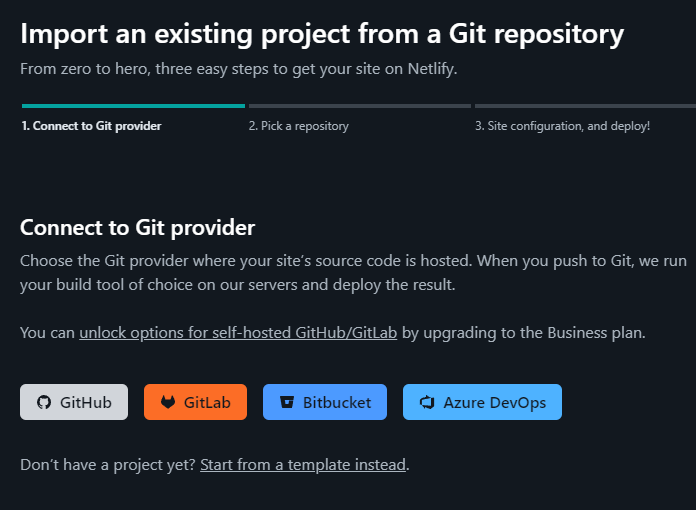 Import an existing project from a Git repository
From zero to hero, three easy steps to get your site on Netlify.
1. Connect to Git provider
2. Pick a repository
3. Site configuration, and deploy!
Connect to Git provider
Choose the Git provider where your site's source code is hosted. When you push to Git, we run
your build tool of choice on our servers and deploy the result.
You can unlock options for self-hosted GitHub/GitLab by upgrading to the Business plan.
GitHub
GitLab
Bitbucket
Azure DevOps
Don't have a project yet? Start from a template instead.